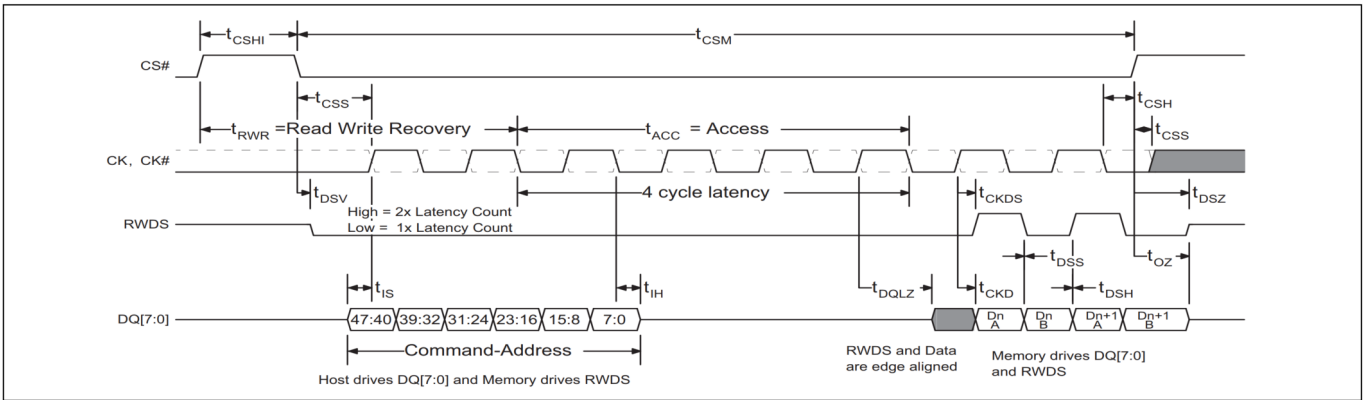 tCSHI
tCSM
CS#
tCSS
tCSH
tRWR =Read Write Recovery
tACC = Access
tCSS
CK, CK#
tDSV
4 cycle latency
tCKDS
tDSZ
High = 2x Latency Count
Low = 1x Latency Count
RWDS
tDSS
tOZ
tIS
tIH
tDQLZ
tCKD
tDSH
DQ[7:0]
47:40 39:32 31:24 23:16 15:8 7:0
Dn A
Dn B
Dn+1 A
Dn+1 B
Command-Address
RWDS and Data
are edge aligned
Memory drives DQ[7:0]
and RWDS
Host drives DQ[7:0] and Memory drives RWDS